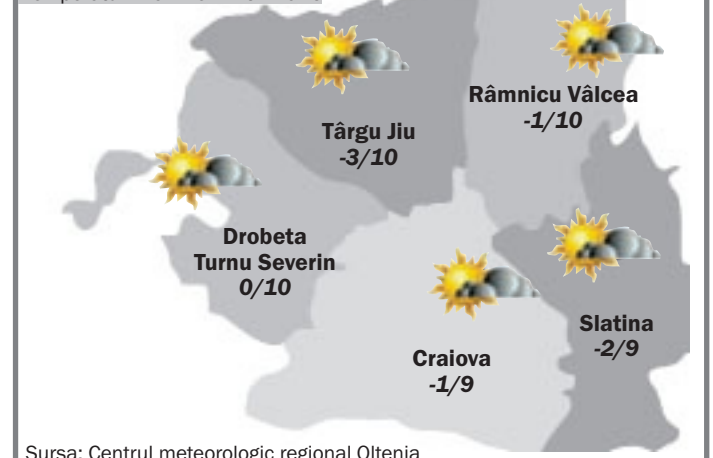 Râmnicu Vâlcea
-1/10
Târgu Jiu
-3/10
Drobeta
Turnu Severin
0/10
Slatina
-2/9
Craiova
-1/9
Sursa: Centrul meteorologic regional Oltenia